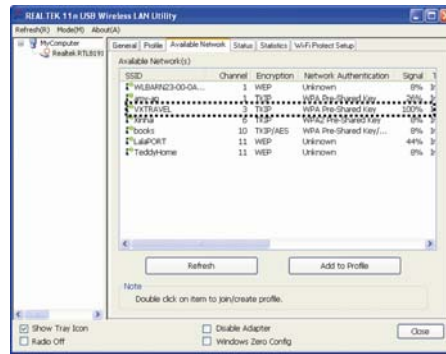 REALTEK 11n USB Wireless LAN Utility
Refresh(R) Mode(M) About(A)
MyComputer
Realtek RTL8191
General Profile Available Network Status Statistics Wi-Fi Protect Setup
Available Network(s)
SSID Channel Encryption Network Authentication Signal
WLBARN23-00-0A... 1 WEP Unknown 8%
1 TKIP WPA Pre-Shared Key 26%
VXTRAVEL 3 TKIP WPA Pre-Shared Key 100%
Xinhai 6 TKIP WPA2 Pre-Shared Key 8%
books 10 TKIP/AES WPA Pre-Shared Key/... 8%
LalaPORT 11 WEP Unknown 44%
TeddyHome 11 WEP Unknown 8%
Refresh Add to Profile
Note
Double click on item to join/create profile.
Show Tray Icon Disable Adapter Close
Radio Off Windows Zero Config